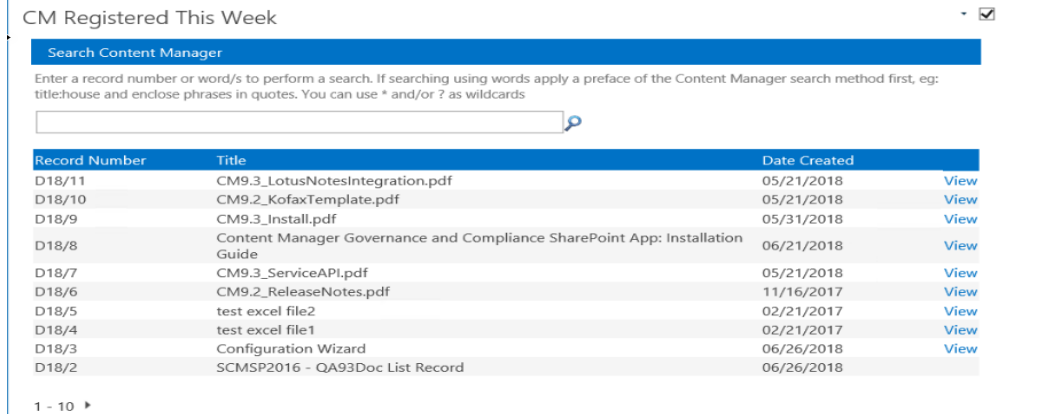 CM Registered This Week
Search Content Manager
Enter a record number or word/s to perform a search. If searching using words apply a preface of the Content Manager search method first, eg:
title:house and enclose phrases in quotes. You can use * and/or ? as wildcards
Record Number Title Date Created
D18/11 CM9.3_LotusNotesIntegration.pdf 05/21/2018 View
D18/10 CM9.2_KofaxTemplate.pdf 05/21/2018 View
D18/9 CM9.3_Install.pdf 05/31/2018 View
D18/8 Content Manager Governance and Compliance SharePoint App: Installation
Guide 06/21/2018 View
D18/7 CM9.3_ServiceAPI.pdf 05/21/2018 View
D18/6 CM9.2_ReleaseNotes.pdf 11/16/2017 View
D18/5 test excel file2 02/21/2017 View
D18/4 test excel file1 02/21/2017 View
D18/3 Configuration Wizard 06/26/2018 View
D18/2 SCMSP2016 - QA93Doc List Record 06/26/2018
1 - 10